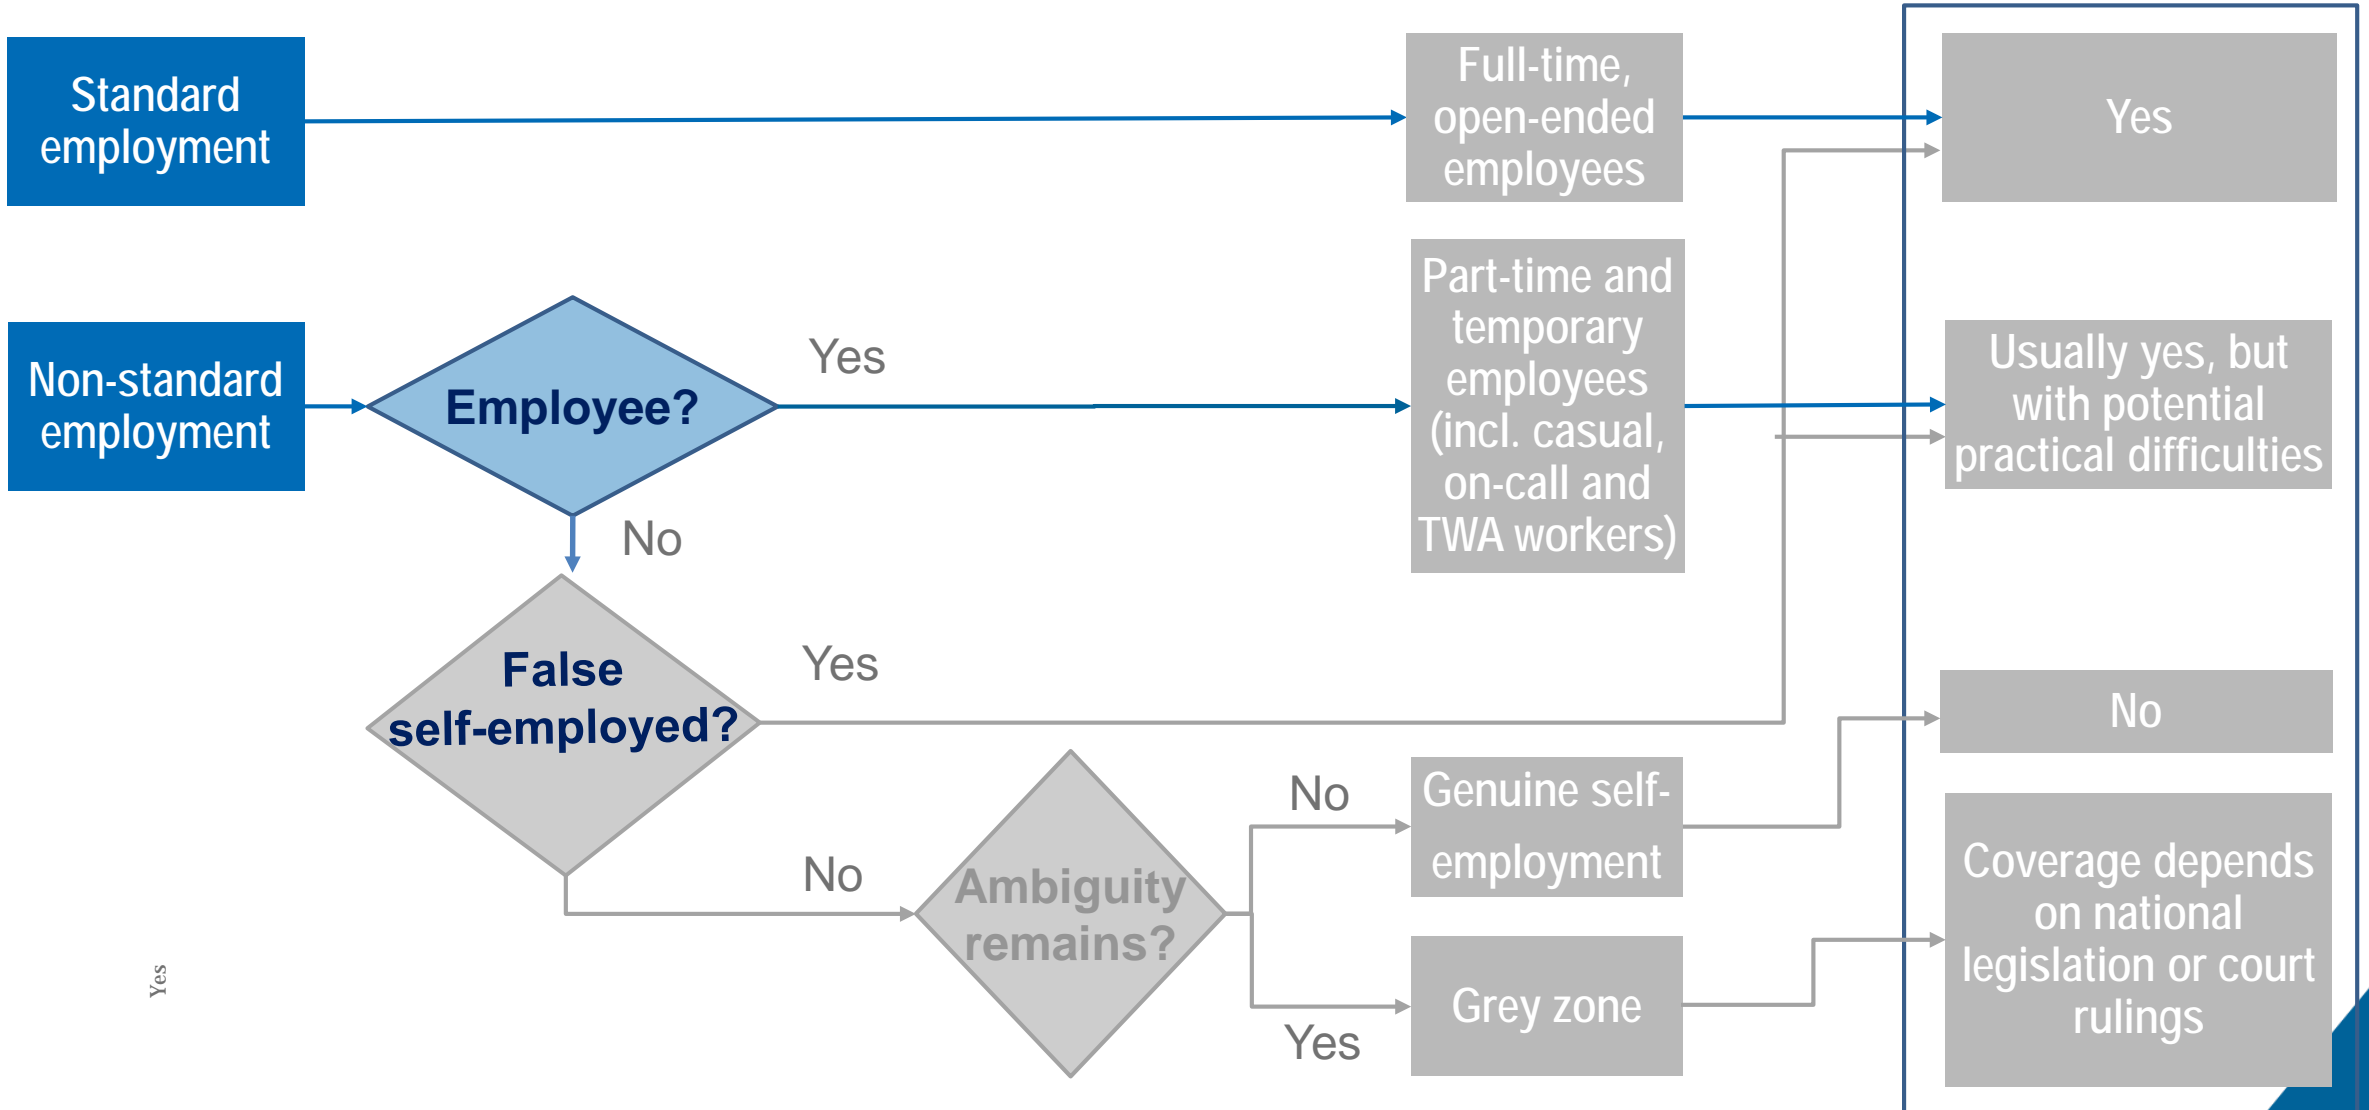 Standard
employment
Full-time,
open-ended
employees
Yes
Non-standard
employment
Employee?
Yes
Part-time and
temporary
employees
(incl. casual,
on-call and
TWA workers)
Usually yes, but
with potential
practical difficulties
No
False
self-employed?
Yes
No
Ambiguity
remains?
No
Genuine self-
employment
No
Yes
Grey zone
Coverage depends
on national
legislation or court
rulings
Yes